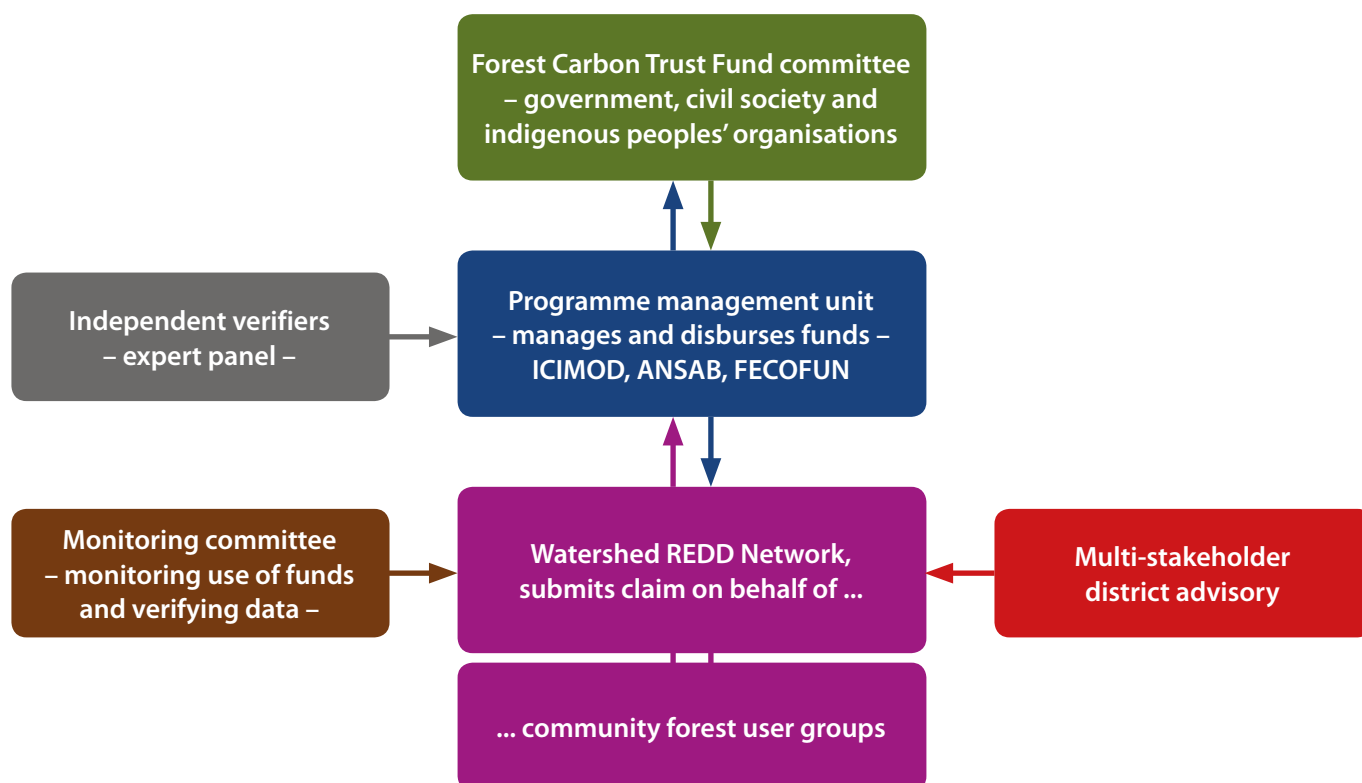 Forest Carbon Trust Fund committee
– government, civil society and
indigenous peoples’ organisations
Independent verifiers
– expert panel –
Programme management unit
– manages and disburses funds –
ICIMOD, ANSAB, FECOFUN
Monitoring committee
– monitoring use of funds
and verifying data –
Watershed REDD Network,
submits claim on behalf of ...
Multi-stakeholder
district advisory
... community forest user groups